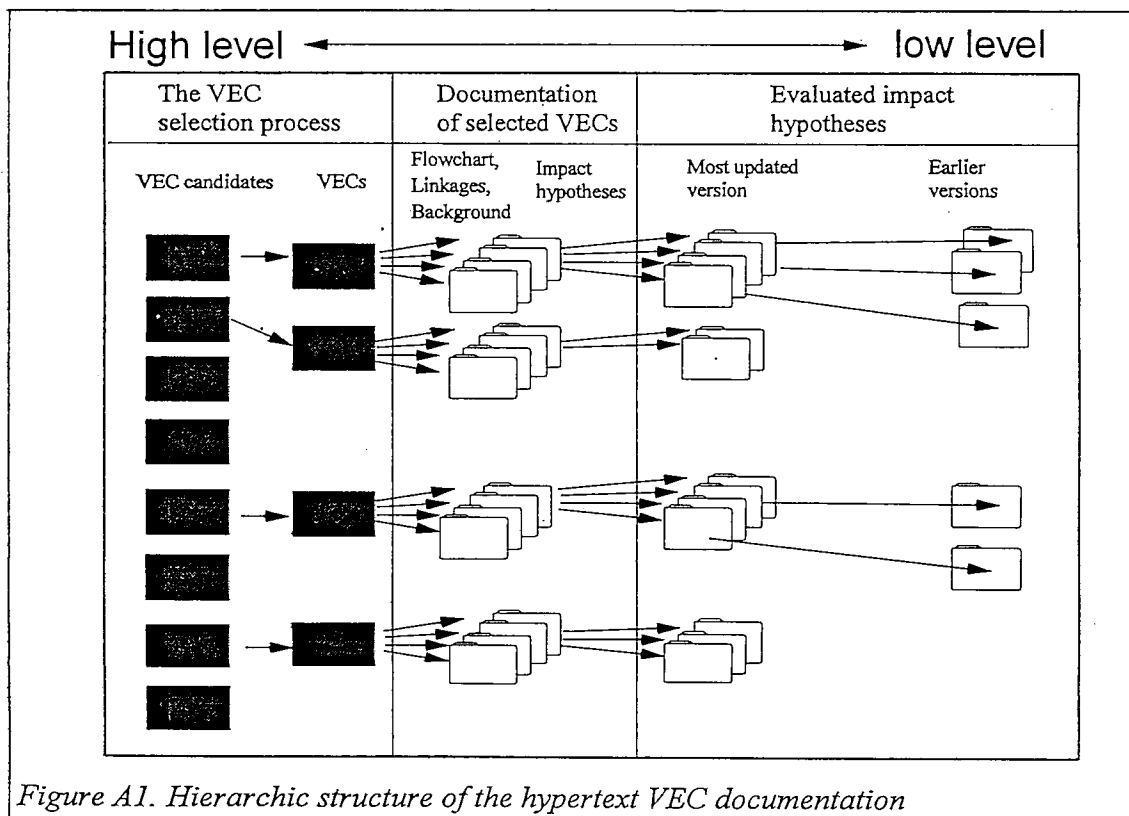 High level
low level
The VEC
selection process
Documentation
of selected VECs
Evaluated impact
hypotheses
VEC candidates
VECs
Flowchart,
Linkages,
Background
Impact
hypotheses
Most updated
version
Earlier
versions
Figure A1. Hierarchic structure of the hypertext VEC documentation